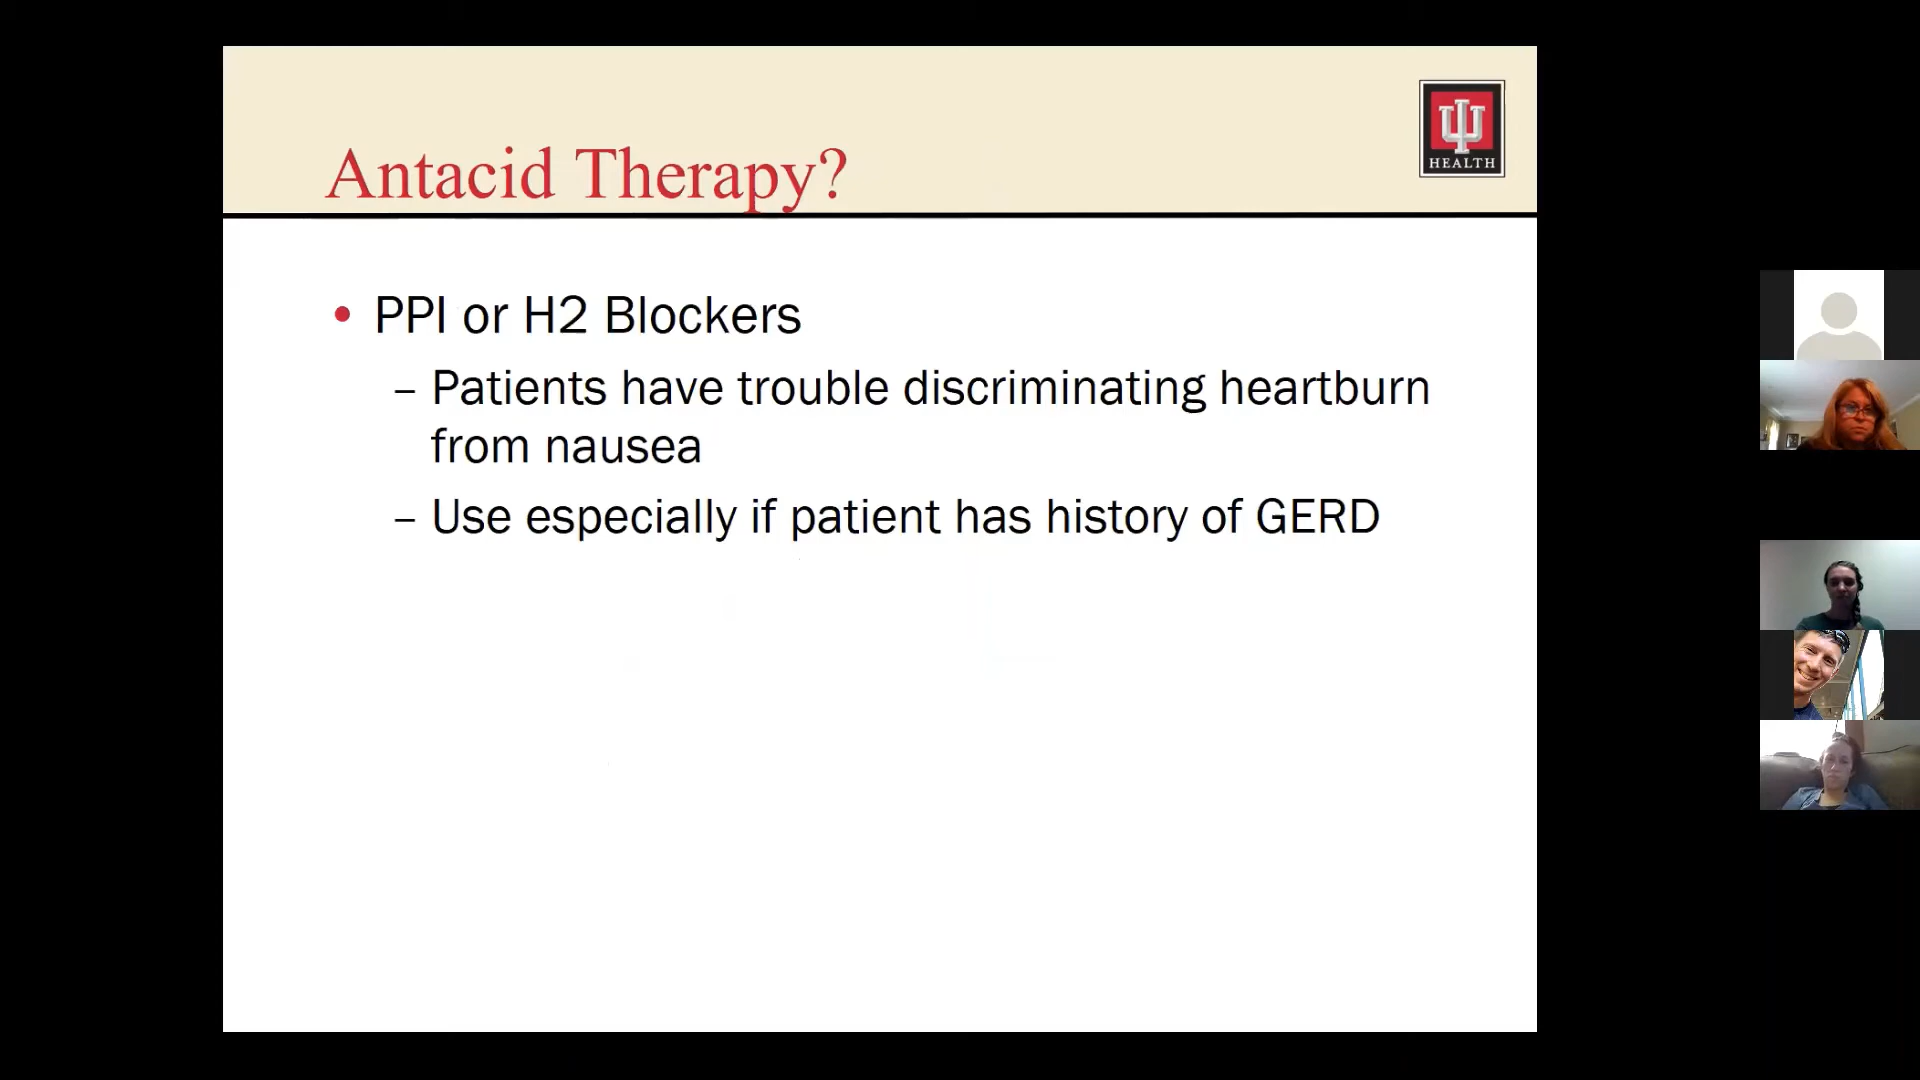 Antacid Therapy?
HEALTH
• PPI or H2 Blockers
– Patients have trouble discriminating heartburn
from nausea
– Use especially if patient has history of GERD